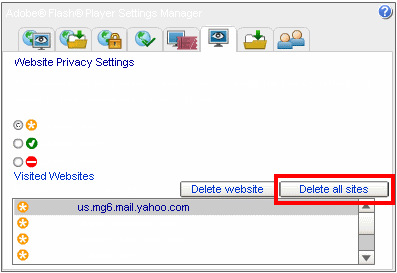 Adobe® Flash® Player Settings Manager
Website Privacy Settings
Visited Websites
Delete website
Delete all sites
us.mg6.mail.yahoo.com